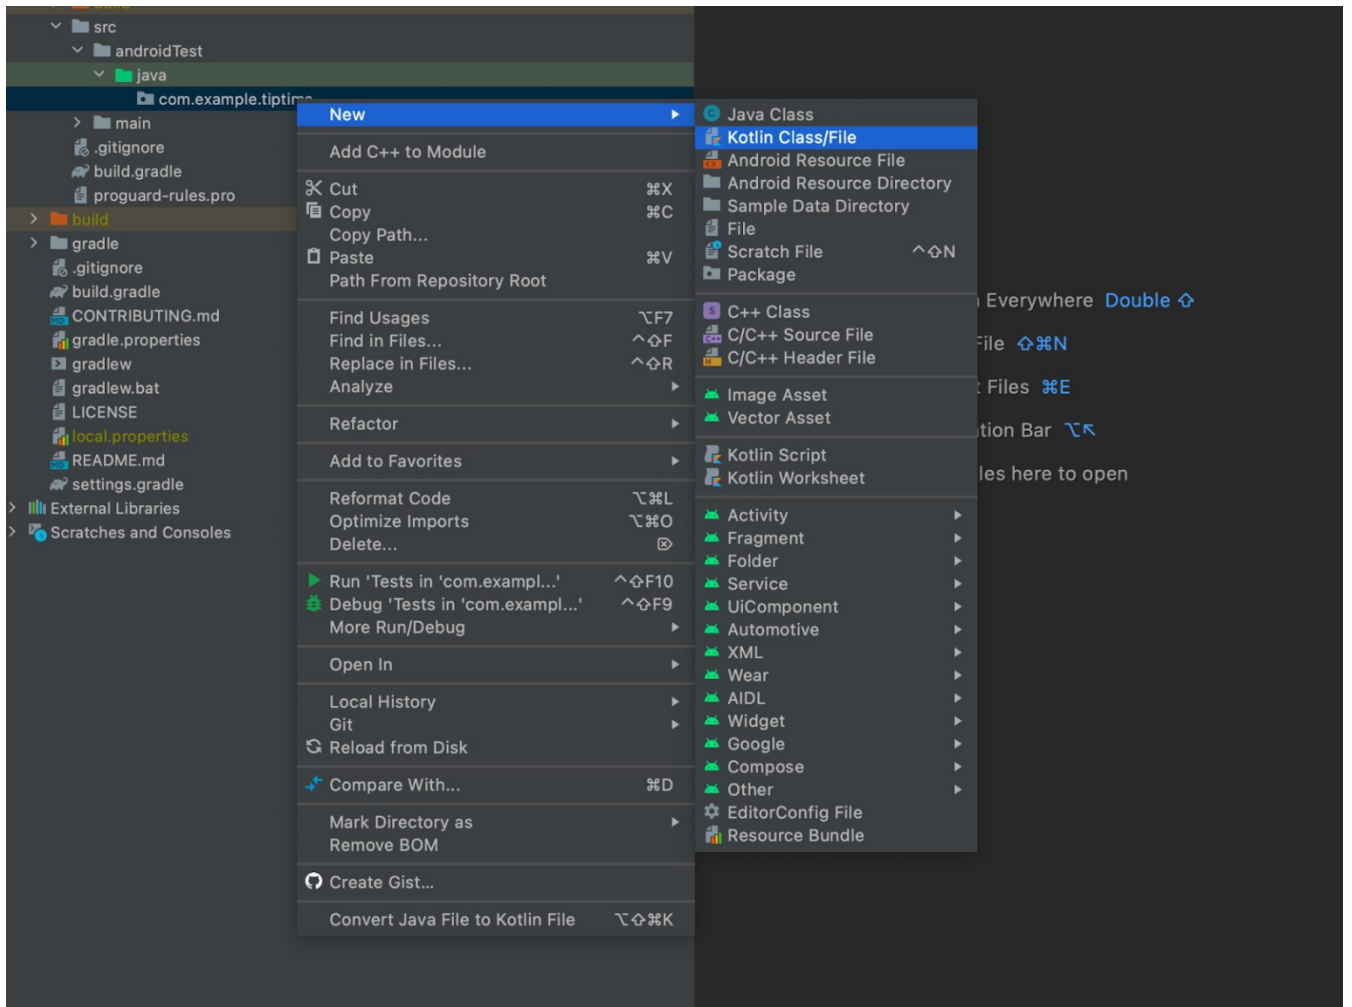 build
src
androidTest
java
com.example.tiptime
main
.gitignore
build.gradle
proguard-rules.pro
build
gradle
.gitignore
build.gradle
CONTRIBUTING.md
gradle.properties
gradlew
gradlew.bat
LICENSE
local.properties
README.md
settings.gradle
External Libraries
Scratches and Consoles
New
Add C++ to Module
Cut ⌘X
Copy ⌘C
Copy Path...
Paste ⌘V
Path From Repository Root
Find Usages ⌥F7
Find in Files... ⌃⇧F
Replace in Files... ⌃⇧R
Analyze
Refactor
Add to Favorites
Reformat Code ⌥⌘L
Optimize Imports ⌥⌘O
Delete... ⌦
Run 'Tests in 'com.exampl...' ⌃⇧F10
Debug 'Tests in 'com.exampl...' ⌃⇧F9
More Run/Debug
Open In
Local History
Git
Reload from Disk
Compare With... ⌘D
Mark Directory as
Remove BOM
Create Gist...
Convert Java File to Kotlin File ⌥⇧⌘K
Java Class
Kotlin Class/File
Android Resource File
Android Resource Directory
Sample Data Directory
File
Scratch File ⌃⇧N
Package
C++ Class
C/C++ Source File
C/C++ Header File
Image Asset
Vector Asset
Kotlin Script
Kotlin Worksheet
Activity
Fragment
Folder
Service
UiComponent
Automotive
XML
Wear
AIDL
Widget
Google
Compose
Other
EditorConfig File
Resource Bundle
Everywhere Double ⇧
File ⇧⌘N
Files ⌘E
tion Bar ⌥↖
les here to open